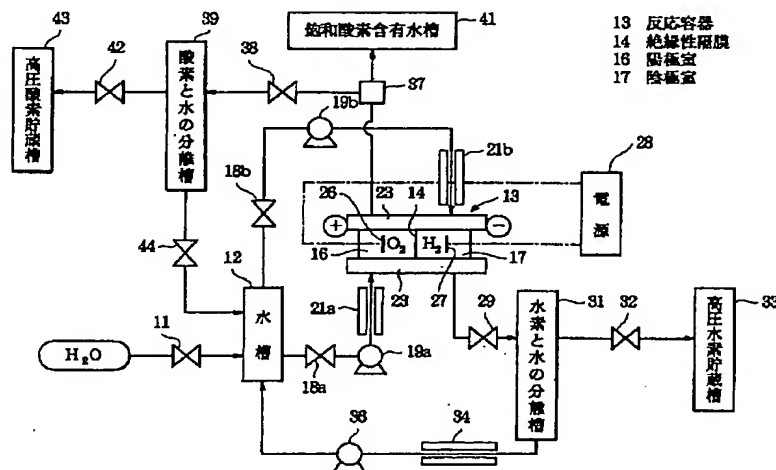 43
高圧酸素貯蔵槽
42
39
酸素と水の分離槽
38
飽和酸素含有水槽
41
37
19b
13 反応容器
14 絶縁性隔膜
16 陽極室
17 陰極室
21b
28
電源
18b
44
26
23
14
13
+
−
O₂
H₂
16
17
27
23
12
水槽
21a
11
H₂O
18a
19a
29
31
水素と水の分離槽
32
33
高圧水素貯蔵槽
36
34